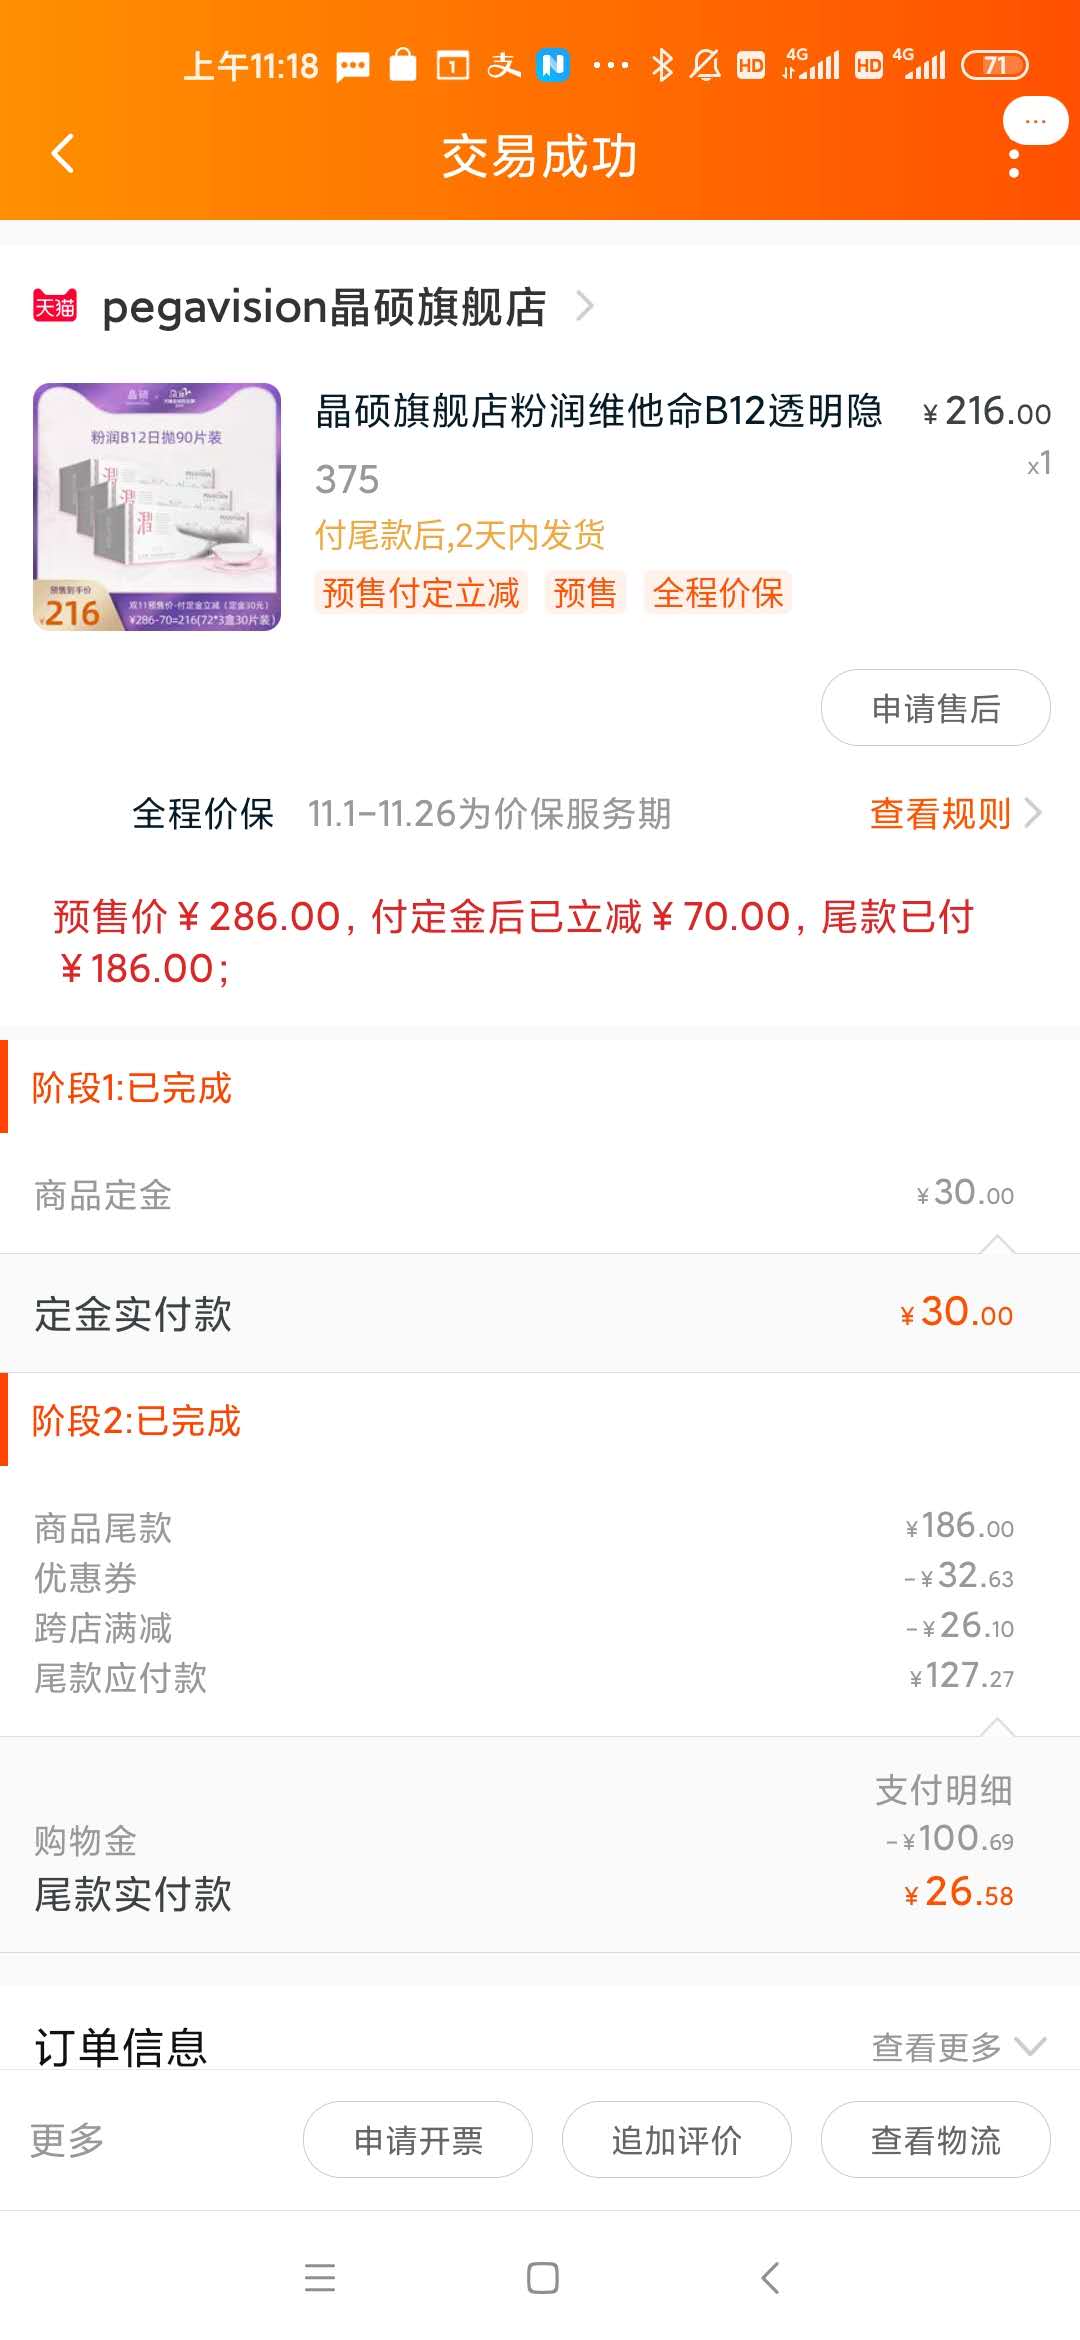 上午11:18
HD 4G HD 4G 71
交易成功
天猫 pegavision晶硕旗舰店
晶硕旗舰店粉润维他命B12透明隐 ¥216.00
375 x1
付尾款后,2天内发货
预售付定立减 预售 全程价保
晶硕
粉润B12日抛90片装
预售到手价
¥216
双11预售价-付定金立减(定金30元)
¥286-70=216(72*3盒30片装)
申请售后
全程价保 11.1-11.26为价保服务期 查看规则
预售价¥286.00, 付定金后已立减¥70.00, 尾款已付
¥186.00;
阶段1:已完成
商品定金 ¥30.00
定金实付款 ¥30.00
阶段2:已完成
商品尾款 ¥186.00
优惠券 -¥32.63
跨店满减 -¥26.10
尾款应付款 ¥127.27
支付明细
购物金 -¥100.69
尾款实付款 ¥26.58
订单信息 查看更多
更多 申请开票 追加评价 查看物流